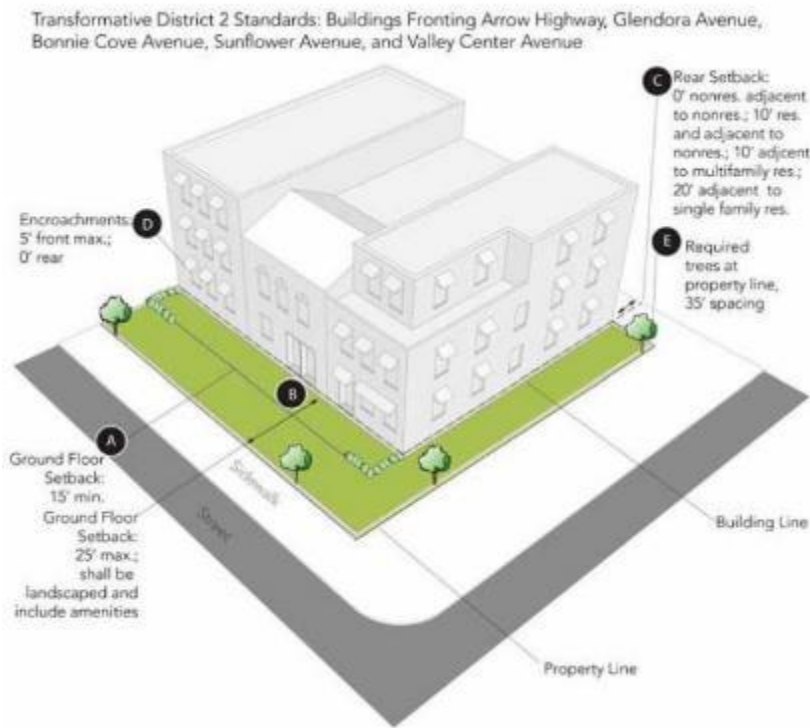 Transformative District 2 Standards: Buildings Fronting Arrow Highway, Glendora Avenue,
Bonnie Cove Avenue, Sunflower Avenue, and Valley Center Avenue
C
Rear Setback:
0' nonres. adjacent
to nonres.; 10' res.
and adjacent to
nonres.; 10' adjcent
to multifamily res.;
20' adjacent to
single family res.
Encroachments:
5' front max.;
0' rear
D
E
Required
trees at
property line,
35' spacing
B
A
Ground Floor
Setback:
15' min.
Ground Floor
Setback:
25' max.;
shall be
landscaped and
include amenities
Sidewalk
Street
Building Line
Property Line